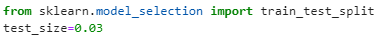 from sklearn.model_selection import train_test_split
test_size=0.03